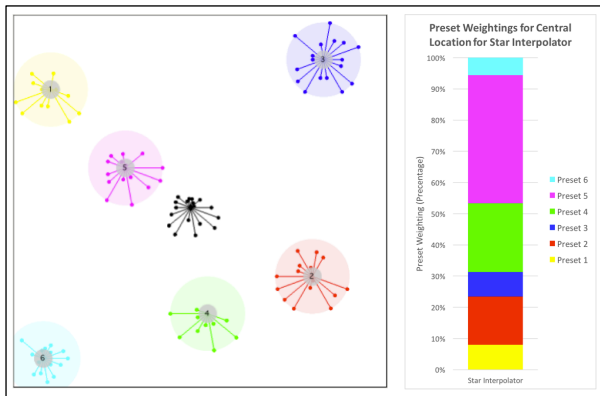 1
3
5
2
4
6
Preset Weightings for Central
Location for Star Interpolator
Preset Weighting (Precentage)
100%
90%
80%
70%
60%
50%
40%
30%
20%
10%
0%
Star Interpolator
Preset 6
Preset 5
Preset 4
Preset 3
Preset 2
Preset 1